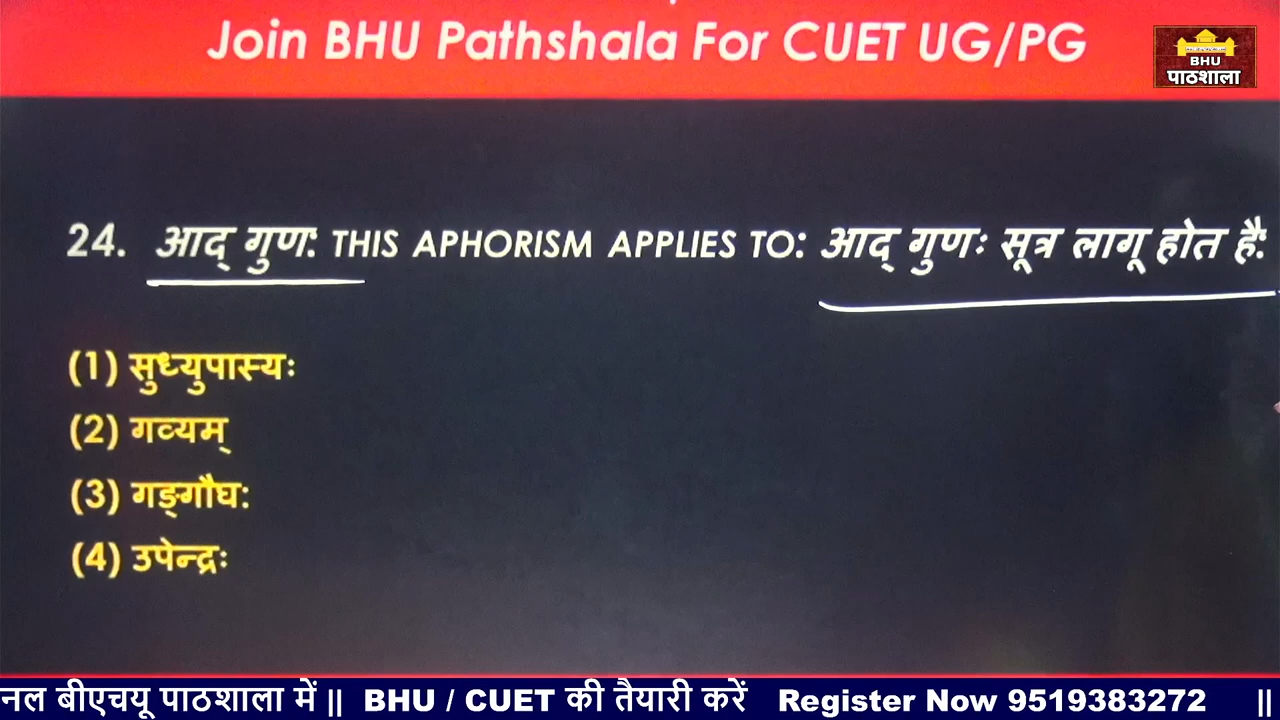 Join BHU Pathshala For CUET UG/PG
BHU
पाठशाला
24. आद् गुण: THIS APHORISM APPLIES TO: आद् गुणः सूत्र लागू होत है:
(1) सुध्युपास्यः
(2) गव्यम्
(3) गङ्गौघ:
(4) उपेन्द्रः
नल बीएचयू पाठशाला में || BHU / CUET की तैयारी करें Register Now 9519383272 ||